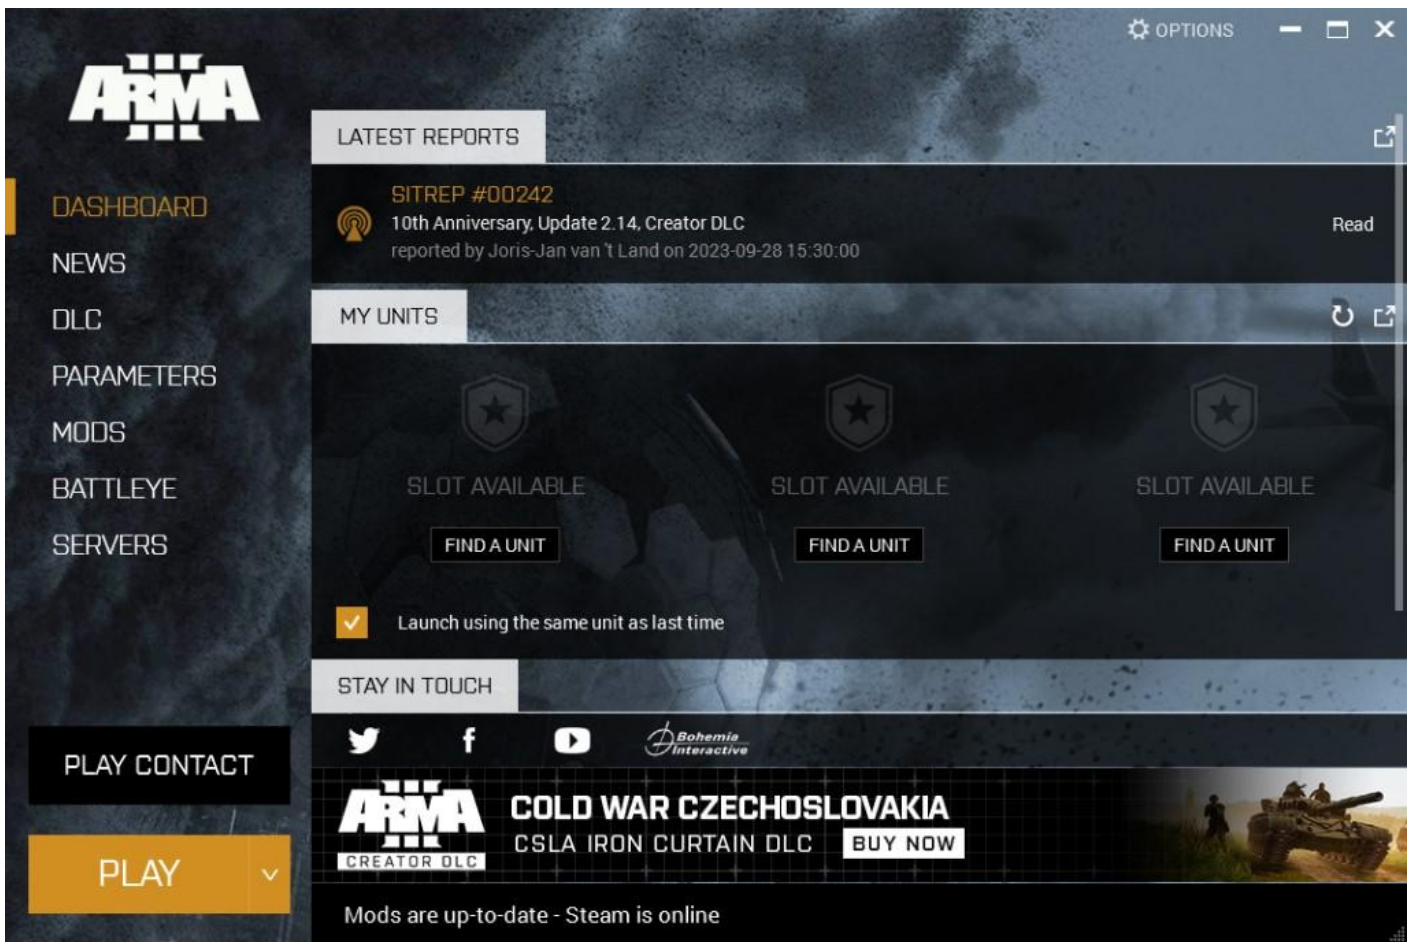 OPTIONS
ARMA
III
LATEST REPORTS
DASHBOARD
NEWS
DLC
PARAMETERS
MODS
BATTLEYE
SERVERS
PLAY CONTACT
PLAY
SITREP #00242
10th Anniversary, Update 2.14, Creator DLC
reported by Joris-Jan van 't Land on 2023-09-28 15:30:00
Read
MY UNITS
SLOT AVAILABLE
FIND A UNIT
SLOT AVAILABLE
FIND A UNIT
SLOT AVAILABLE
FIND A UNIT
Launch using the same unit as last time
STAY IN TOUCH
Bohemia
Interactive
ARMA
III
CREATOR DLC
COLD WAR CZECHOSLOVAKIA
CSLA IRON CURTAIN DLC
BUY NOW
Mods are up-to-date - Steam is online